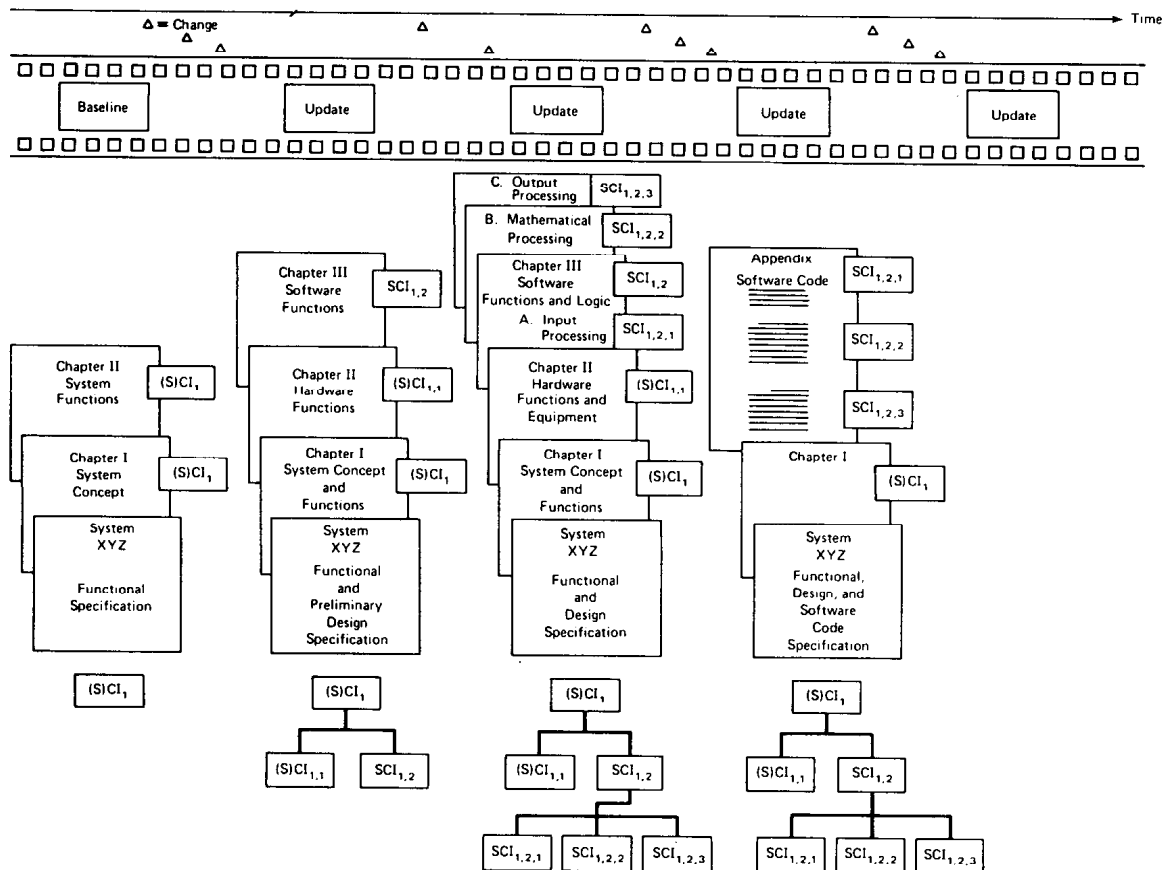 Time
Δ = Change
Baseline
Update
Update
Update
Update
Chapter II
System
Functions
(S)CI1
Chapter I
System
Concept
(S)CI1
System
XYZ
Functional
Specification
(S)CI1
Chapter III
Software
Functions
SCI1,2
Chapter II
Hardware
Functions
(S)CI1,1
Chapter I
System Concept
and
Functions
(S)CI1
System
XYZ
Functional
and
Preliminary
Design
Specification
(S)CI1
(S)CI1,1
SCI1,2
C. Output
Processing
SCI1,2,3
B. Mathematical
Processing
SCI1,2,2
Chapter III
Software
Functions and Logic
SCI1,2
A. Input
Processing
SCI1,2,1
Chapter II
Hardware
Functions and
Equipment
(S)CI1,1
Chapter I
System Concept
and
Functions
(S)CI1
System
XYZ
Functional
and
Design
Specification
(S)CI1
(S)CI1,1
SCI1,2
SCI1,2,1
SCI1,2,2
SCI1,2,3
Appendix
Software Code
SCI1,2,1
SCI1,2,2
SCI1,2,3
Chapter I
(S)CI1
System
XYZ
Functional,
Design, and
Software
Code
Specification
(S)CI1
(S)CI1,1
SCI1,2
SCI1,2,1
SCI1,2,2
SCI1,2,3